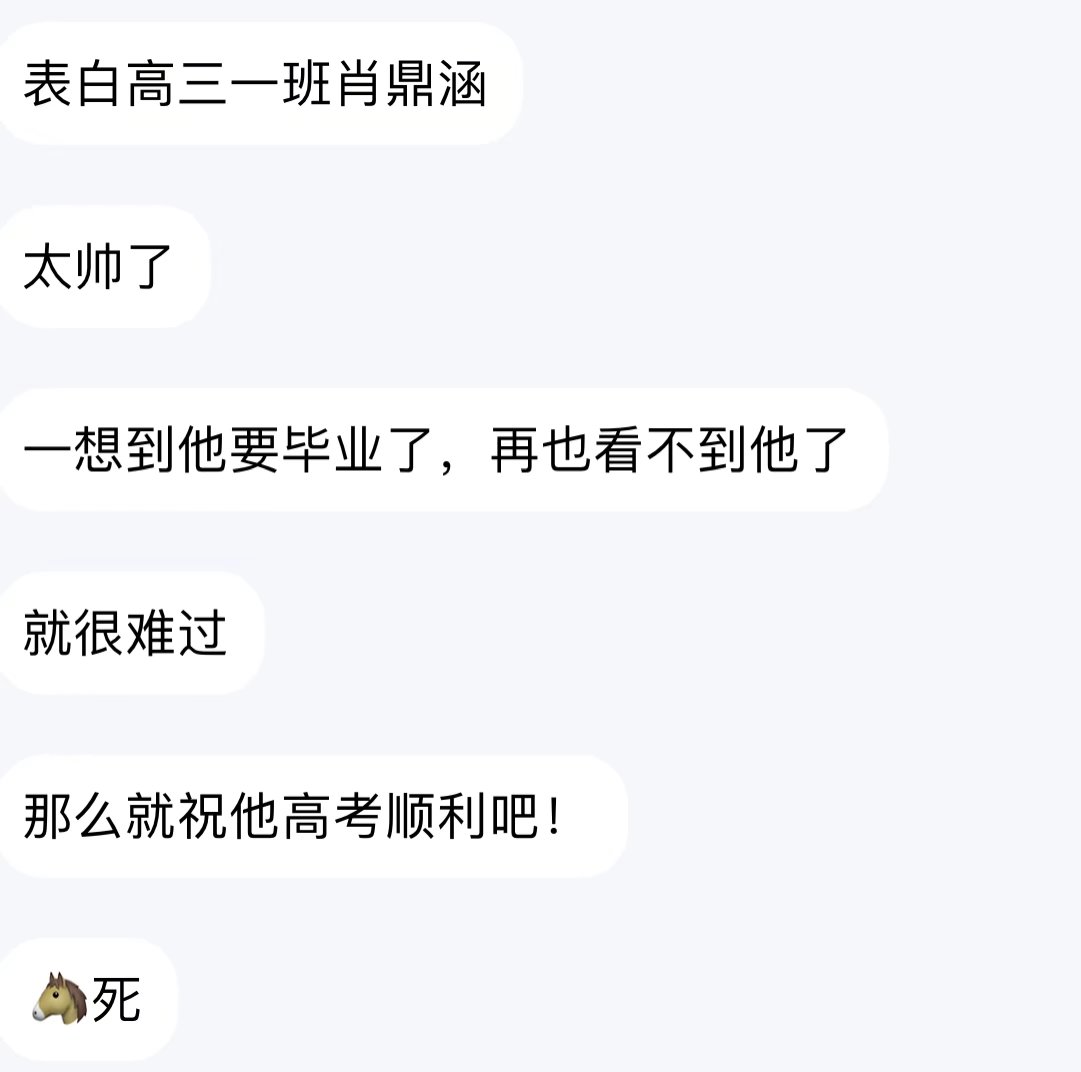 表白高三一班肖鼎涵
太帅了
一想到他要毕业了，再也看不到他了
就很难过
那么就祝他高考顺利吧！
🐴死